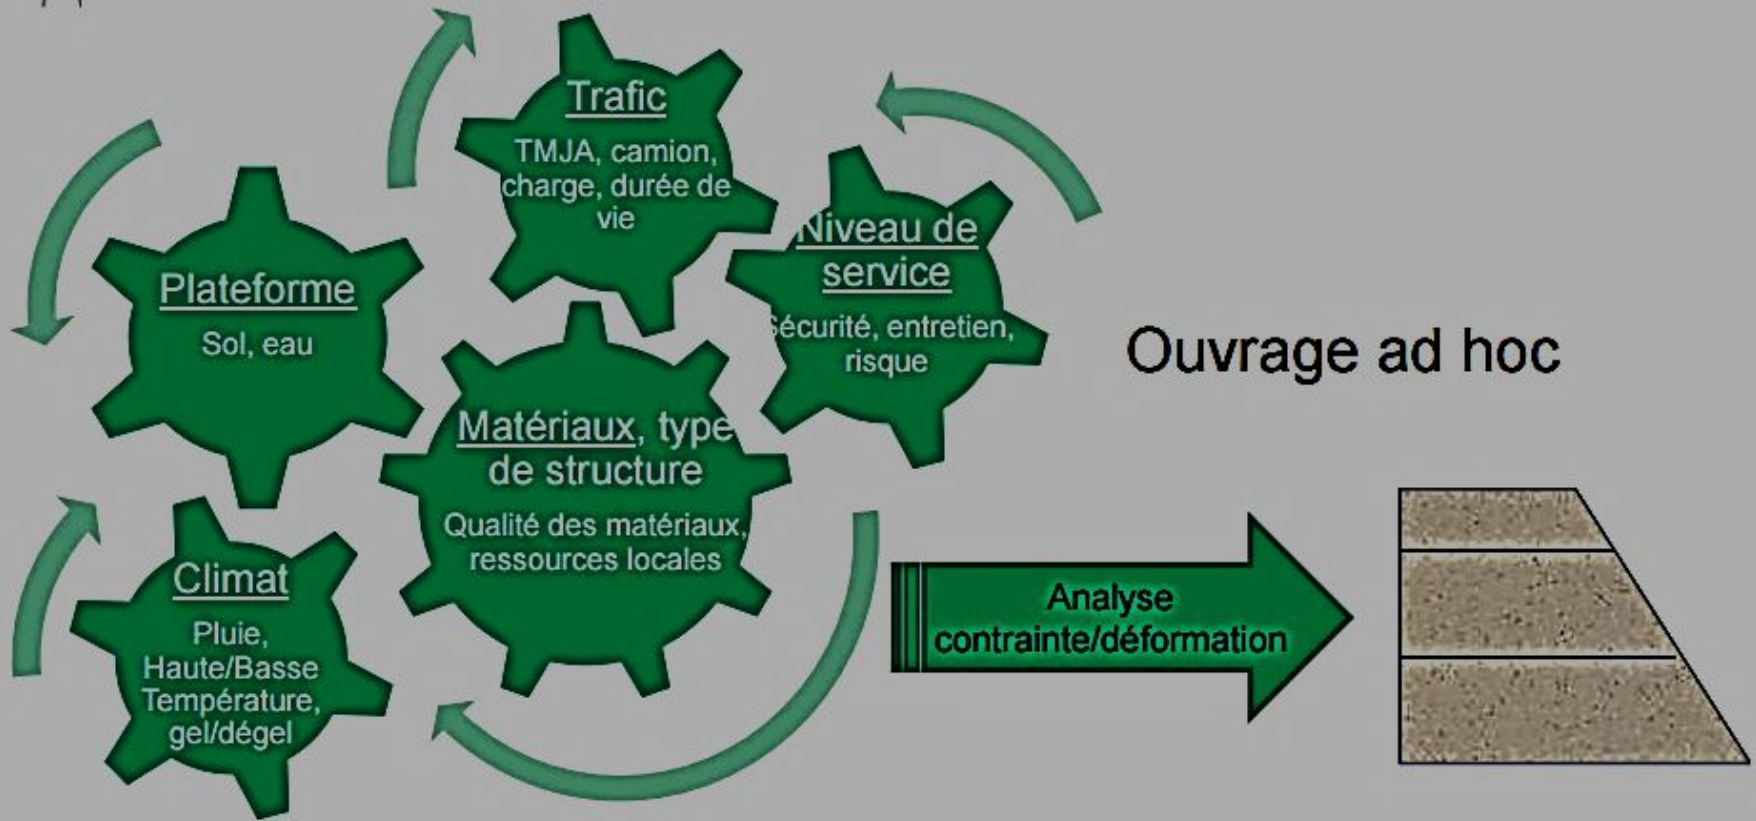 Trafic
TMJA, camion,
charge, durée de
vie
Niveau de
service
Sécurité, entretien,
risque
Plateforme
Sol, eau
Matériaux, type
de structure
Qualité des matériaux,
ressources locales
Climat
Pluie,
Haute/Basse
Température,
gel/dégel
Ouvrage ad hoc
Analyse
contrainte/déformation